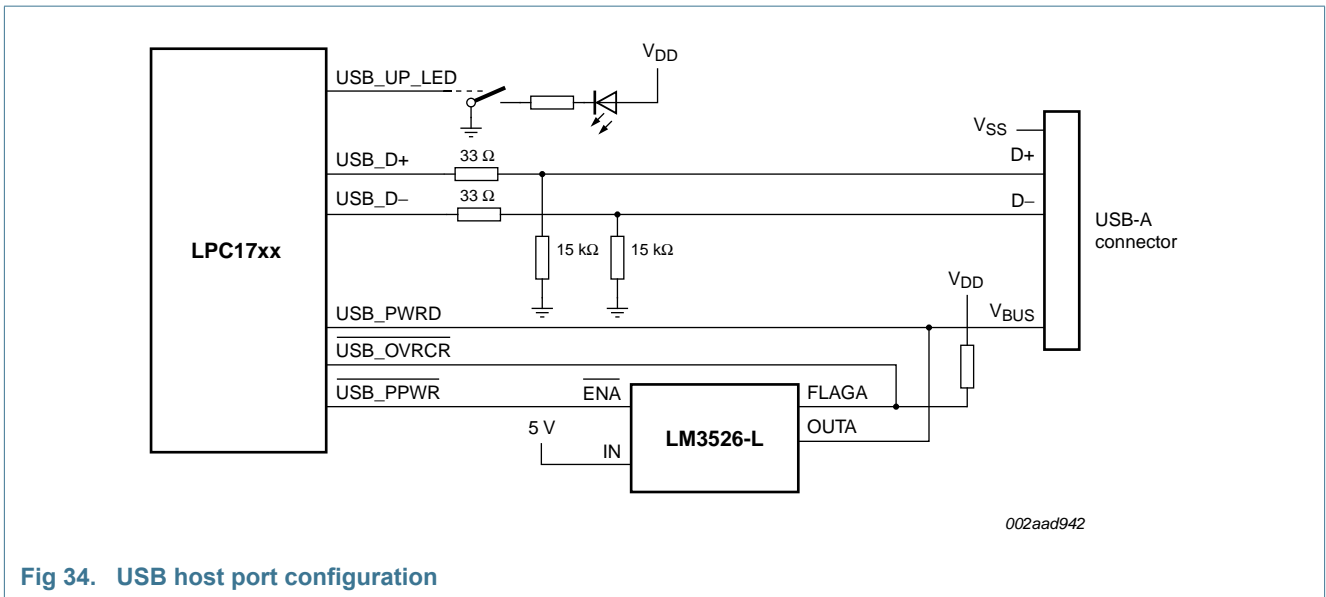 USB_UP_LED
VDD
VSS
USB_D+
33 Ω
D+
USB_D−
33 Ω
D−
USB-A
connector
LPC17xx
15 kΩ
15 kΩ
VDD
USB_PWRD
VBUS
USB_OVRCR
USB_PPWR
ENA
FLAGA
5 V
IN
LM3526-L
OUTA
002aad942
Fig 34. USB host port configuration